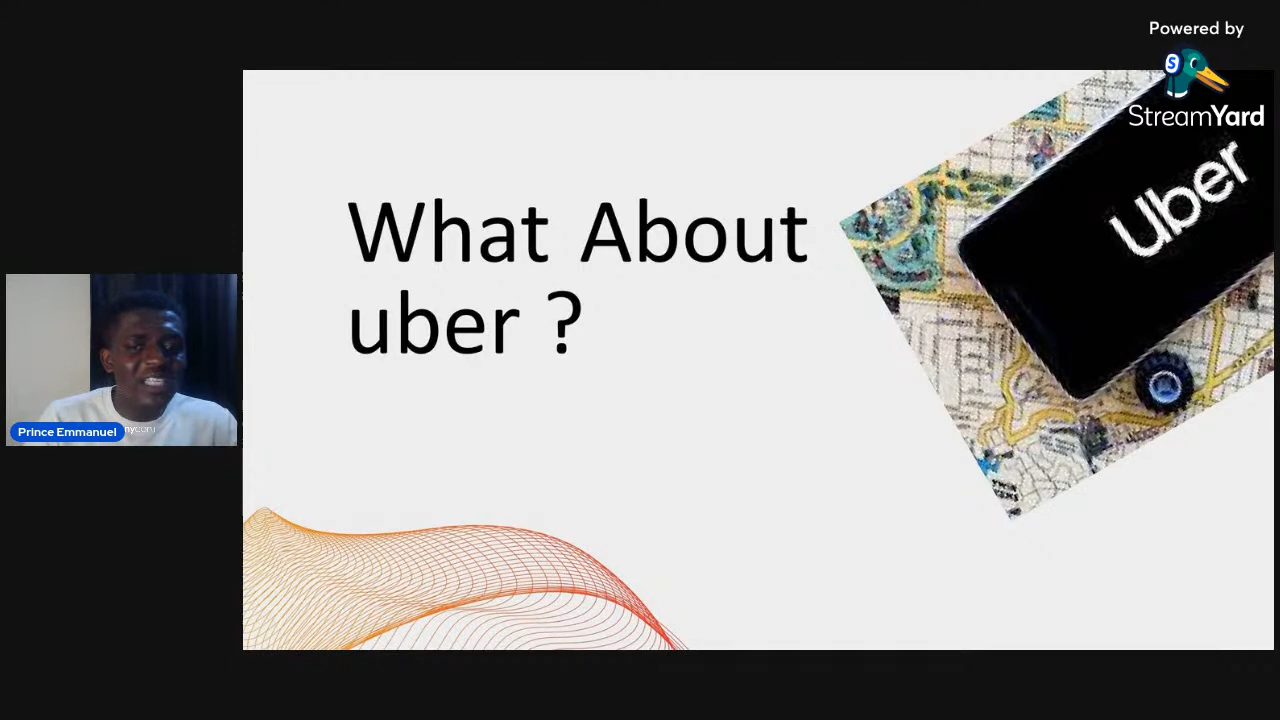 Powered by
StreamYard
What About
uber ?
Uber
Prince Emmanuel